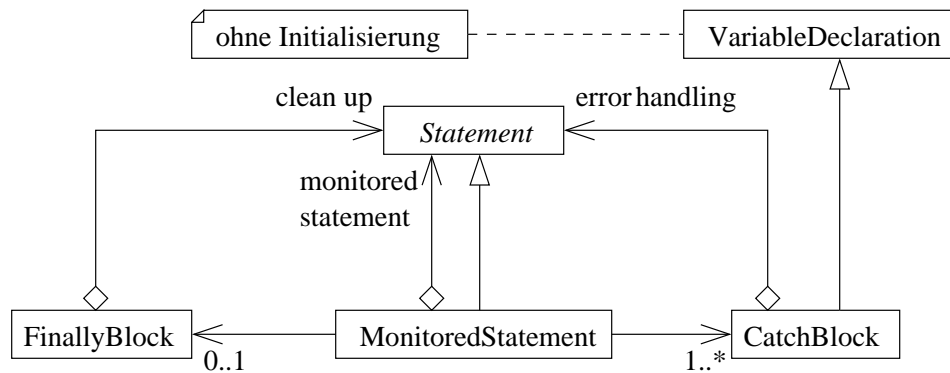 ohne Initialisierung
VariableDeclaration
clean up
error handling
Statement
monitored
statement
FinallyBlock
MonitoredStatement
CatchBlock
0..1
1..*